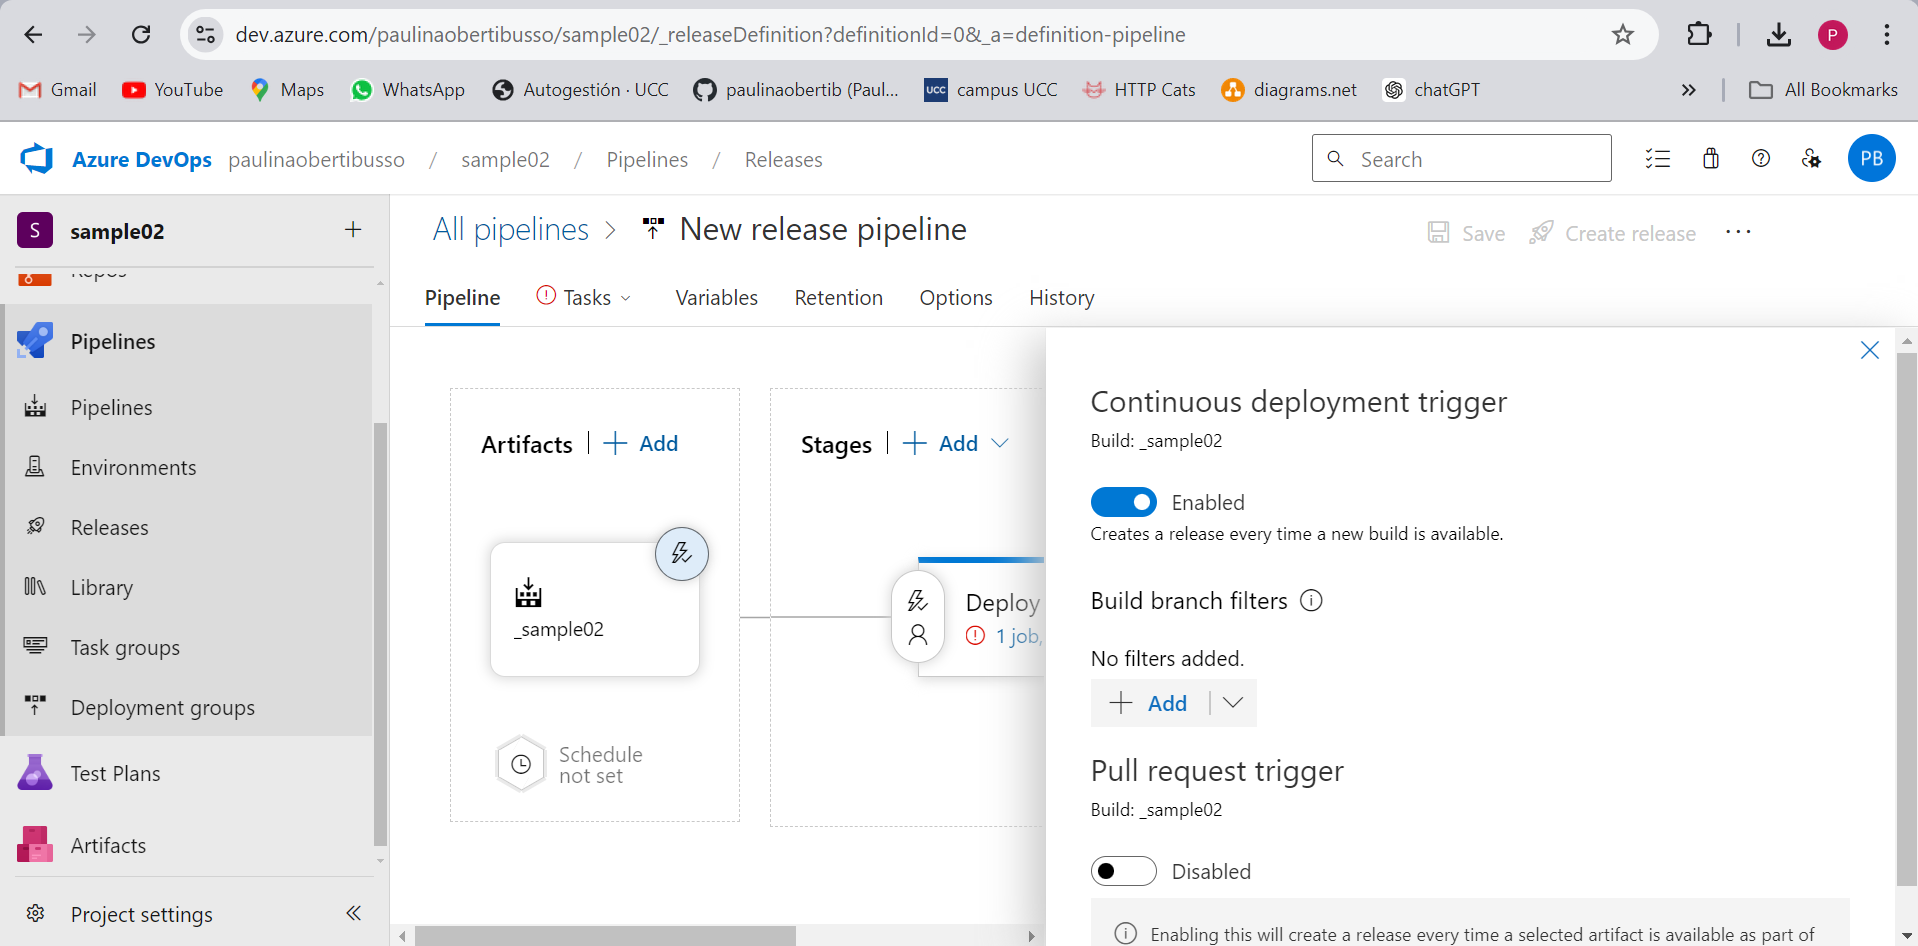 dev.azure.com/paulinaobertibusso/sample02/_releaseDefinition?definitionId=0&_a=definition-pipeline
P
Gmail
YouTube
Maps
WhatsApp
Autogestión · UCC
paulinaobertib (Paul...
UCC
campus UCC
HTTP Cats
diagrams.net
chatGPT
All Bookmarks
Azure DevOps
paulinaobertibusso / sample02 / Pipelines / Releases
Search
PB
S
sample02
Repos
Pipelines
Pipelines
Environments
Releases
Library
Task groups
Deployment groups
Test Plans
Artifacts
Project settings
All pipelines > New release pipeline
Save
Create release
Pipeline
Tasks
Variables
Retention
Options
History
Artifacts | + Add
_sample02
Schedule
not set
Stages | + Add
Deploy
1 job,
Continuous deployment trigger
Build: _sample02
Enabled
Creates a release every time a new build is available.
Build branch filters
No filters added.
+ Add
Pull request trigger
Build: _sample02
Disabled
Enabling this will create a release every time a selected artifact is available as part of